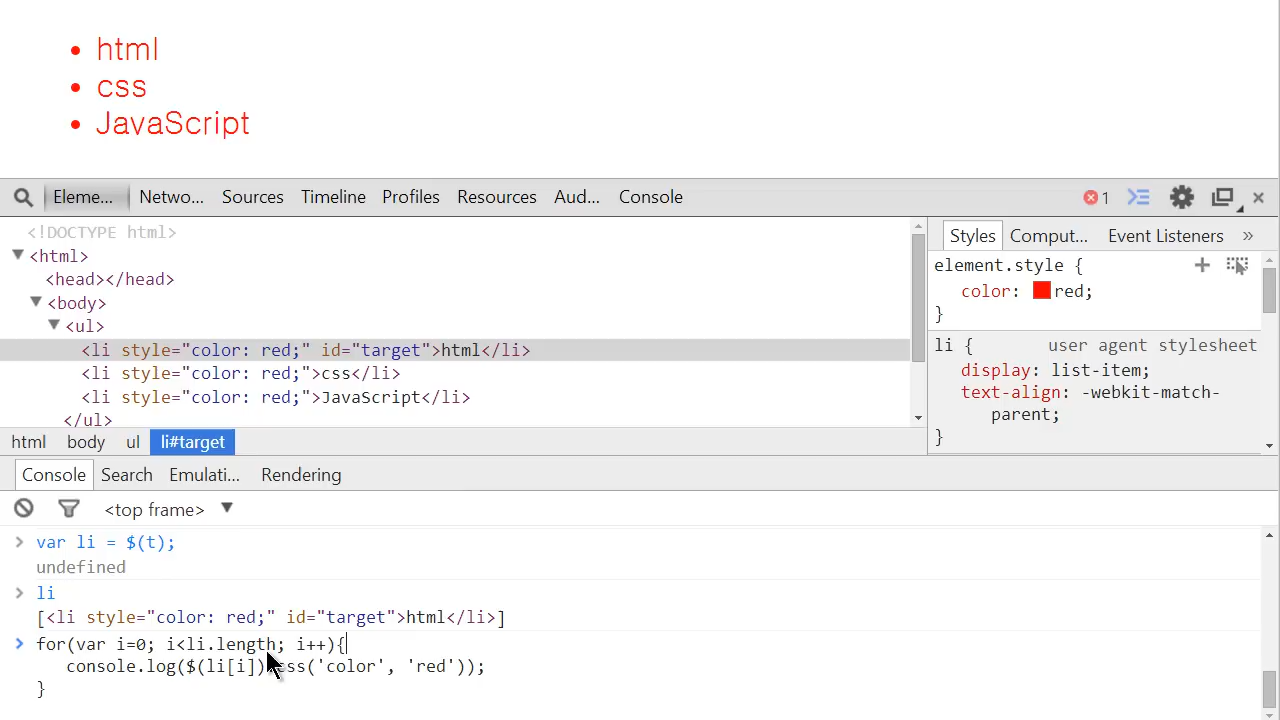 html
css
JavaScript
Eleme... Netwo... Sources Timeline Profiles Resources Aud... Console 1
<!DOCTYPE html>
<html>
<head></head>
<body>
<ul>
<li style="color: red;" id="target">html</li>
<li style="color: red;">css</li>
<li style="color: red;">JavaScript</li>
</ul>
html body ul li#target
Styles Comput... Event Listeners »
element.style {
color: red;
}
li { user agent stylesheet
display: list-item;
text-align: -webkit-match-
parent;
}
Console Search Emulati... Rendering
<top frame>
var li = $(t);
undefined
li
[<li style="color: red;" id="target">html</li>]
for(var i=0; i<li.length; i++){
console.log($(li[i]).css('color', 'red'));
}